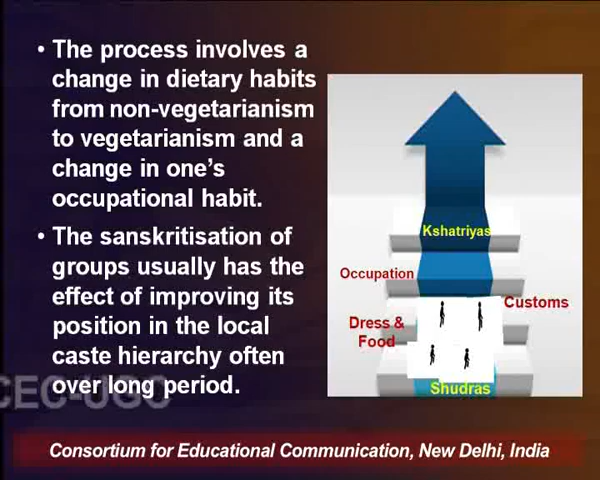 • The process involves a
change in dietary habits
from non-vegetarianism
to vegetarianism and a
change in one's
occupational habit.
• The sanskritisation of
groups usually has the
effect of improving its
position in the local
caste hierarchy often
over long period.
Kshatriyas
Occupation
Customs
Dress &
Food
Shudras
CEC-UGC
Consortium for Educational Communication, New Delhi, India